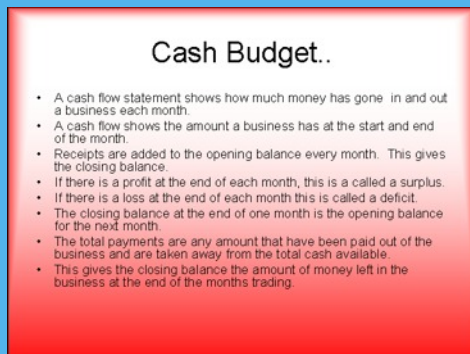 Cash Budget..
• A cash flow statement shows how much money has gone in and out
a business each month.
• A cash flow shows the amount a business has at the start and end
of the month.
• Receipts are added to the opening balance every month. This gives
the closing balance.
• If there is a profit at the end of each month, this is a called a surplus.
• If there is a loss at the end of each month this is called a deficit.
• The closing balance at the end of one month is the opening balance
for the next month.
• The total payments are any amount that have been paid out of the
business and are taken away from the total cash available.
• This gives the closing balance the amount of money left in the
business at the end of the months trading.